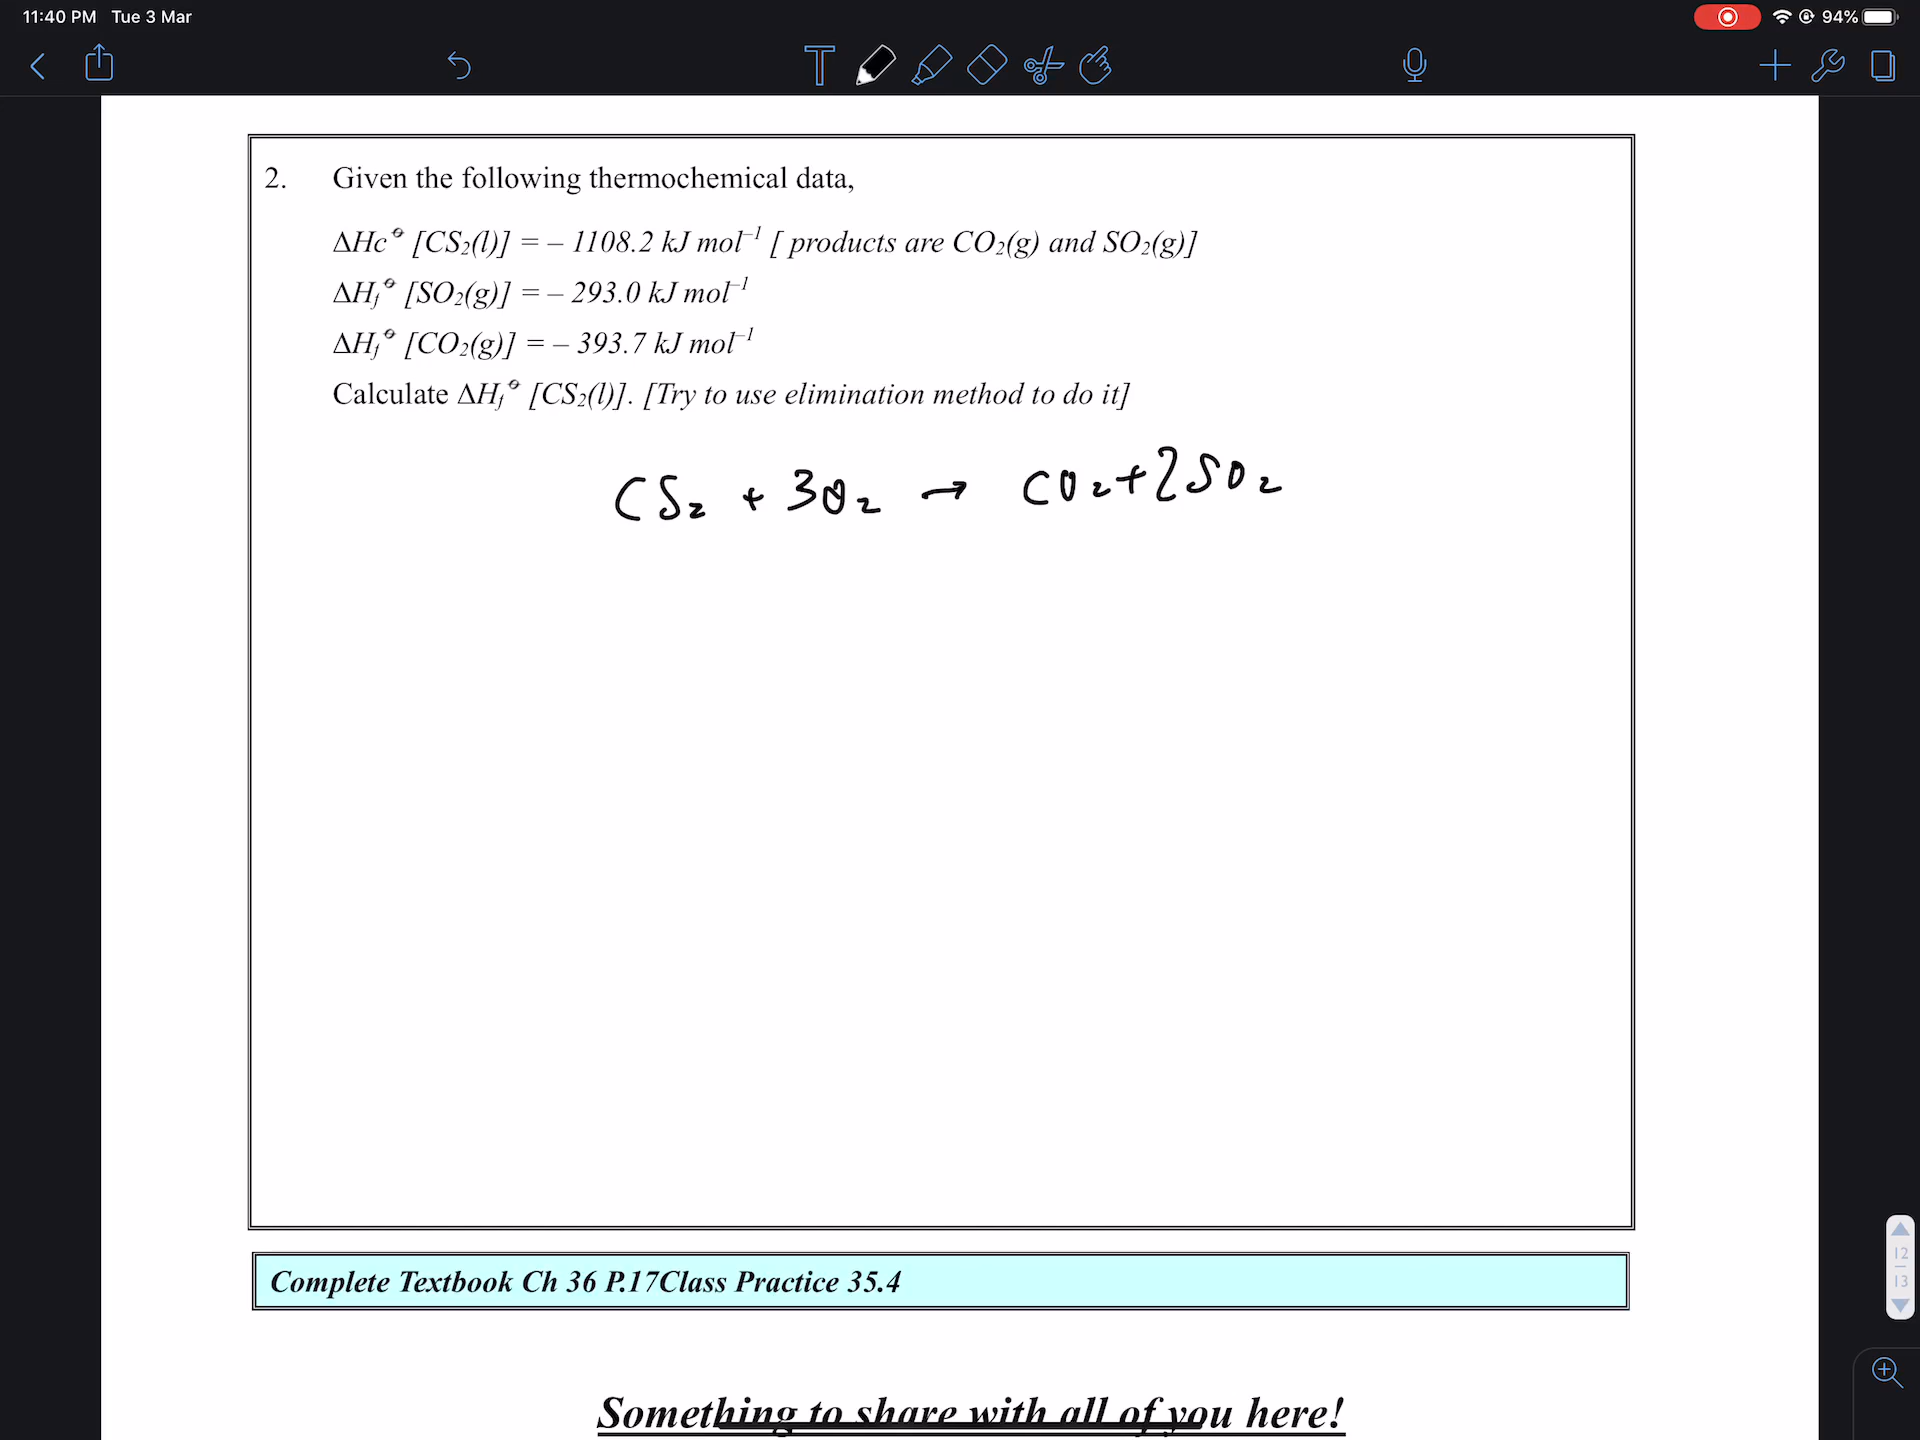 11:40 PM Tue 3 Mar
94%
2. Given the following thermochemical data,
ΔHc⦵ [CS₂(l)] = – 1108.2 kJ mol⁻¹ [ products are CO₂(g) and SO₂(g)]
ΔHf⦵ [SO₂(g)] = – 293.0 kJ mol⁻¹
ΔHf⦵ [CO₂(g)] = – 393.7 kJ mol⁻¹
Calculate ΔHf⦵ [CS₂(l)]. [Try to use elimination method to do it]
CS₂ + 3O₂ → CO₂+2SO₂
Complete Textbook Ch 36 P.17Class Practice 35.4
12
13
Something to share with all of you here!